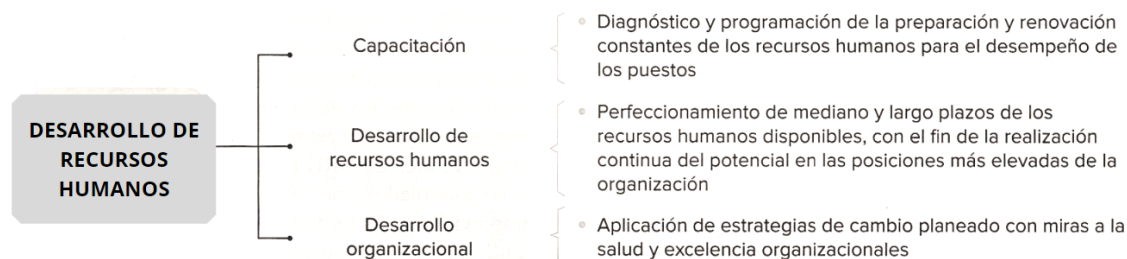 DESARROLLO DE
RECURSOS
HUMANOS
Capacitación
Diagnóstico y programación de la preparación y renovación
constantes de los recursos humanos para el desempeño de
los puestos
Desarrollo de
recursos humanos
Perfeccionamiento de mediano y largo plazos de los
recursos humanos disponibles, con el fin de la realización
continua del potencial en las posiciones más elevadas de la
organización
Desarrollo
organizacional
Aplicación de estrategias de cambio planeado con miras a la
salud y excelencia organizacionales